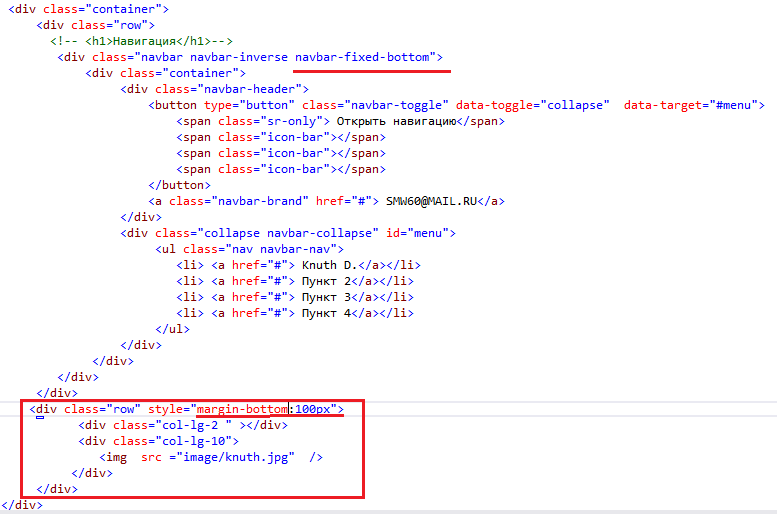 <div class="container">
<div class="row">
<!-- <h1>Навигация</h1>-->
<div class="navbar navbar-inverse navbar-fixed-bottom">
<div class="container">
<div class="navbar-header">
<button type="button" class="navbar-toggle" data-toggle="collapse"  data-target="#menu">
<span class="sr-only"> Открыть навигацию</span>
<span class="icon-bar"></span>
<span class="icon-bar"></span>
<span class="icon-bar"></span>
</button>
<a class="navbar-brand" href="#"> SMW60@MAIL.RU</a>
</div>
<div class="collapse navbar-collapse" id="menu">
<ul class="nav navbar-nav">
<li> <a href="#"> Knuth D.</a></li>
<li> <a href="#"> Пункт 2</a></li>
<li> <a href="#"> Пункт 3</a></li>
<li> <a href="#"> Пункт 4</a></li>
</ul>
</div>
</div>
</div>
</div>
<div class="row" style="margin-bottom:100px">
<div class="col-lg-2 " ></div>
<div class="col-lg-10">
<img  src ="image/knuth.jpg"  />
</div>
</div>
</div>